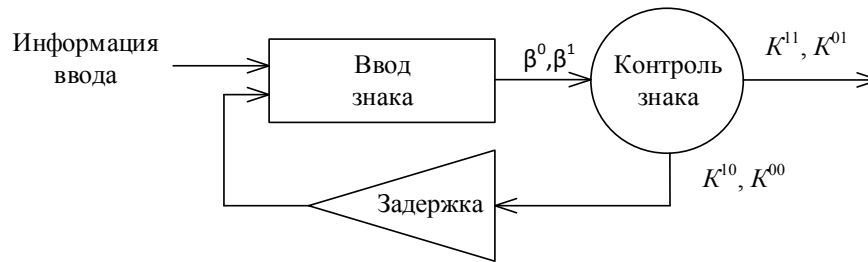 Информация
ввода
Ввод
знака
β⁰,β¹
Контроль
знака
K¹¹, K⁰¹
K¹⁰, K⁰⁰
Задержка